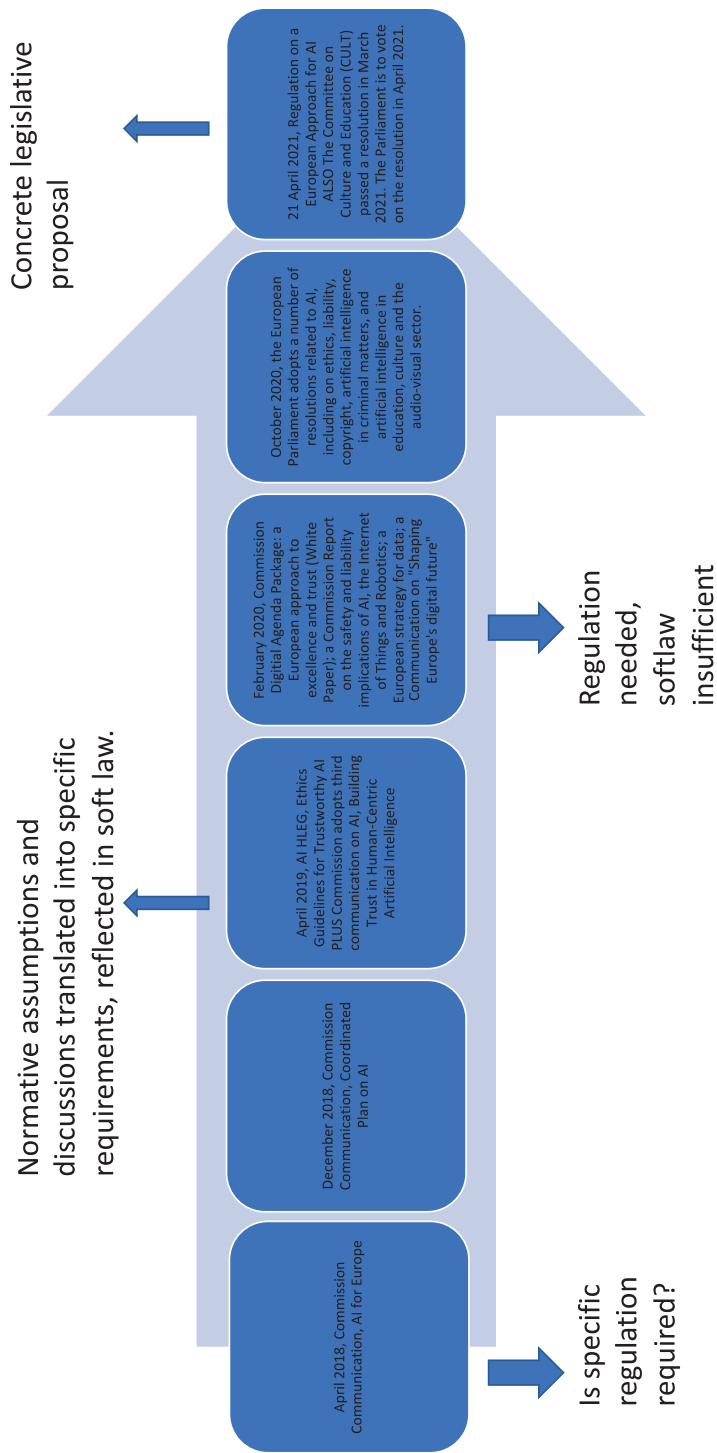 Normative assumptions and
discussions translated into specific
requirements, reflected in soft law.
Concrete legislative
proposal
April 2018, Commission
Communication, AI for Europe
December 2018, Commission
Communication, Coordinated
Plan on AI
April 2019, AI HLEG, Ethics
Guidelines for Trustworthy AI
PLUS Commission adopts third
communication on AI, Building
Trust in Human-Centric
Artificial Intelligence
February 2020, Commission
Digitial Agenda Package: a
European approach to
excellence and trust (White
Paper); a Commission Report
on the safety and liability
implications of AI, the Internet
of Things and Robotics; a
European strategy for data; a
Communication on "Shaping
Europe's digital future"
October 2020, the European
Parliament adopts a number of
resolutions related to AI,
including on ethics, liability,
copyright, artificial intelligence
in criminal matters, and
artificial intelligence in
education, culture and the
audio-visual sector.
21 April 2021, Regulation on a
European Approach for AI
ALSO The Committee on
Culture and Education (CULT)
passed a resolution in March
2021. The Parliament is to vote
on the resolution in April 2021.
Is specific
regulation
required?
Regulation
needed,
softlaw
insufficient